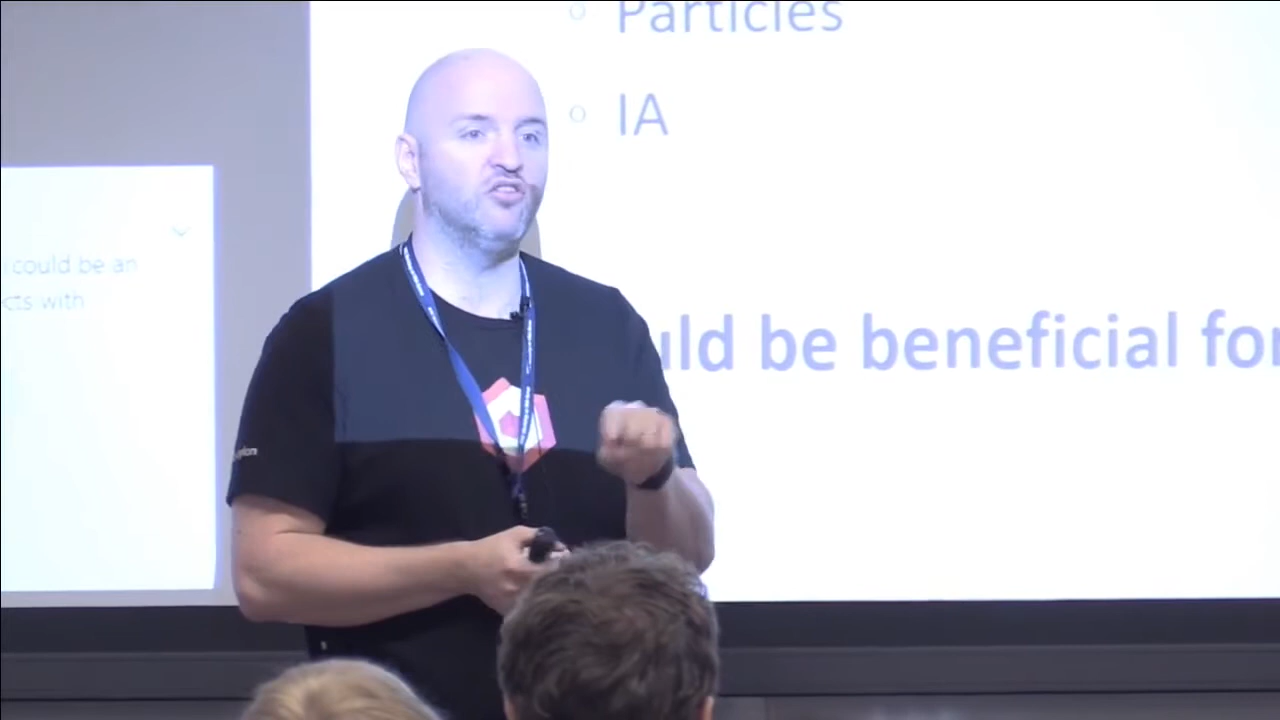 Particles
IA
could be an
cts with
uld be beneficial for